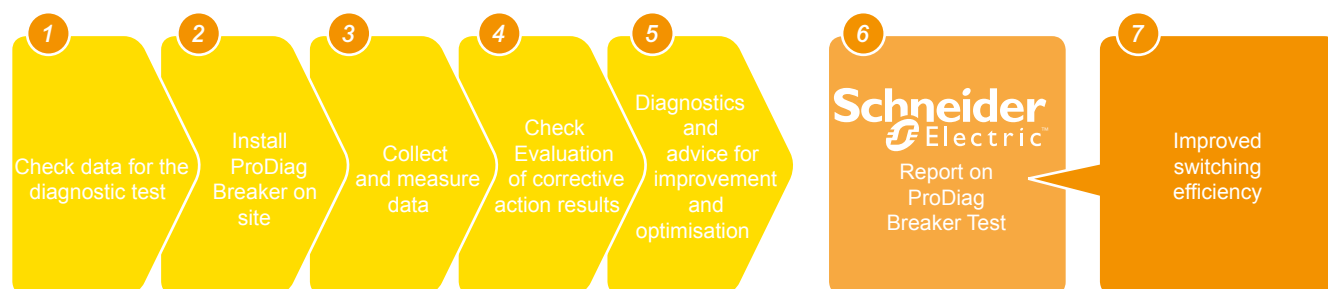 1
Check data for the
diagnostic test
2
Install
ProDiag
Breaker on
site
3
Collect
and measure
data
4
Check
Evaluation
of corrective
action results
5
Diagnostics
and
advice for
improvement
and
optimisation
6
Schneider
Electric™
Report on
ProDiag
Breaker Test
7
Improved
switching
efficiency